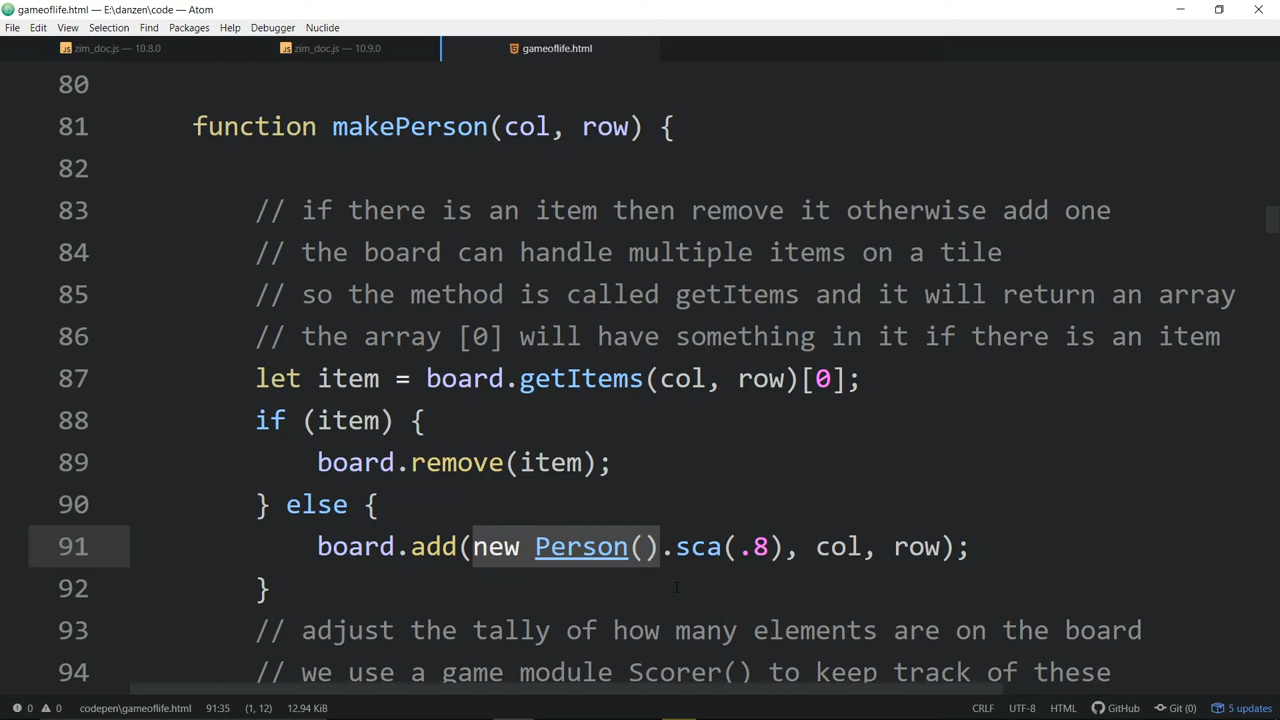 gameoflife.html — E:\danzen\code — Atom
File Edit View Selection Find Packages Help Debugger Nuclide
zim_doc.js — 10.8.0 zim_doc.js — 10.9.0 gameoflife.html
80
81 function makePerson(col, row) {
82
83 // if there is an item then remove it otherwise add one
84 // the board can handle multiple items on a tile
85 // so the method is called getItems and it will return an array
86 // the array [0] will have something in it if there is an item
87 let item = board.getItems(col, row)[0];
88 if (item) {
89 board.remove(item);
90 } else {
91 board.add(new Person().sca(.8), col, row);
92 }
93 // adjust the tally of how many elements are on the board
94 // we use a game module Scorer() to keep track of these
0 0 codepen\gameoflife.html 91:35 (1, 12) 12.94 KiB CRLF UTF-8 HTML GitHub Git (0) 5 updates